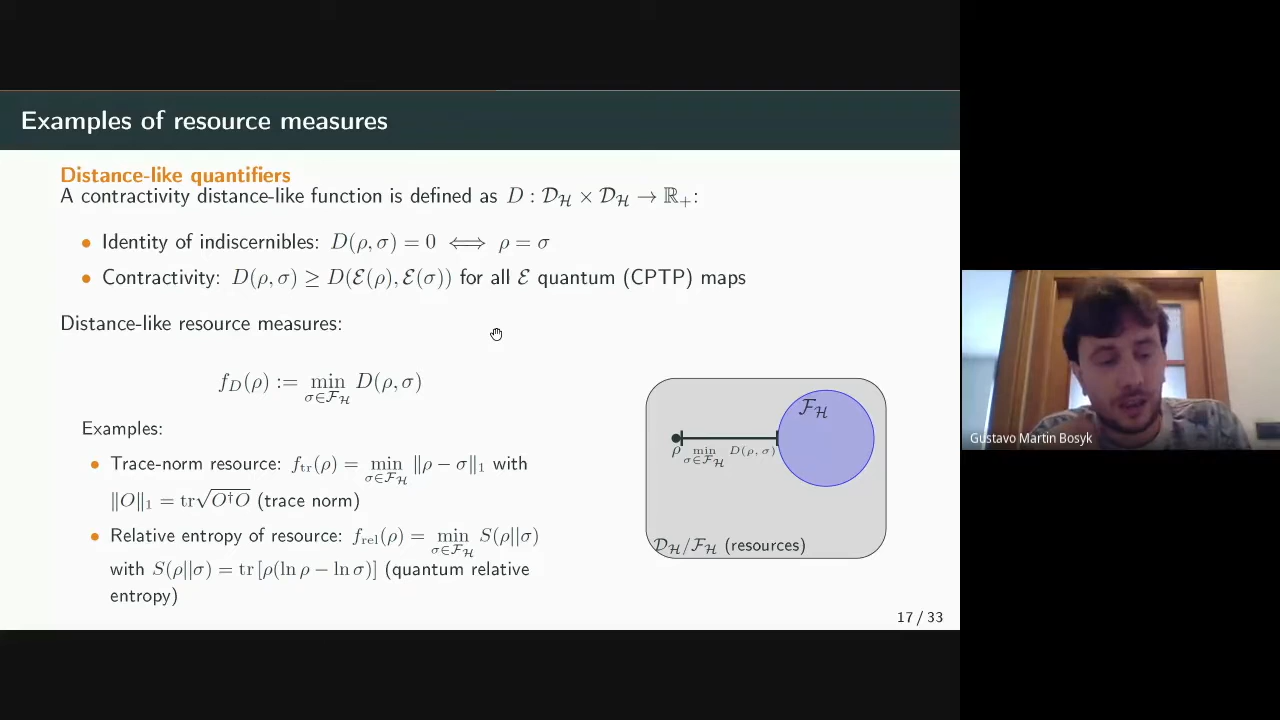 Examples of resource measures
Distance-like quantifiers
A contractivity distance-like function is defined as D : 𝒟_ℋ × 𝒟_ℋ → ℝ₊:
• Identity of indiscernibles: D(ρ, σ) = 0 ⟺ ρ = σ
• Contractivity: D(ρ, σ) ≥ D(ℰ(ρ), ℰ(σ)) for all ℰ quantum (CPTP) maps
Distance-like resource measures:
f_D(ρ) := min_{σ∈ℱ_ℋ} D(ρ, σ)
Examples:
• Trace-norm resource: f_tr(ρ) = min_{σ∈ℱ_ℋ} ‖ρ − σ‖₁ with
‖O‖₁ = tr√(O†O) (trace norm)
• Relative entropy of resource: f_rel(ρ) = min_{σ∈ℱ_ℋ} S(ρ||σ)
with S(ρ||σ) = tr [ρ(ln ρ − ln σ)] (quantum relative
entropy)
ℱ_ℋ
ρ min_{σ∈ℱ_ℋ} D(ρ, σ)
𝒟_ℋ/ℱ_ℋ (resources)
17 / 33
Gustavo Martin Bosyk